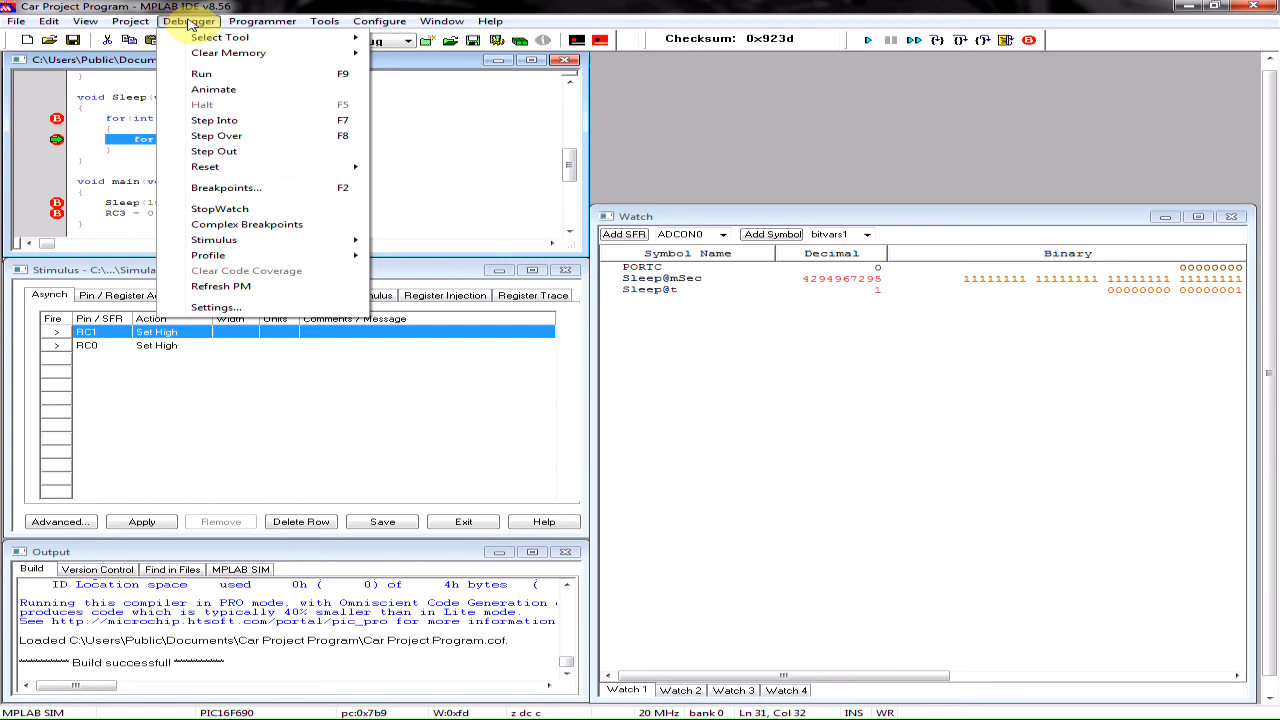 Car Project Program - MPLAB IDE v8.56
File Edit View Project Debugger Programmer Tools Configure Window Help
Checksum: 0x923d
C:\Users\Public\Docum
}
void Sleep(
{
for(int
{
for
}
}
void main(vo
{
Sleep(1
RC3 = 0
}
Select Tool
Clear Memory
Run F9
Animate
Halt F5
Step Into F7
Step Over F8
Step Out
Reset
Breakpoints... F2
StopWatch
Complex Breakpoints
Stimulus
Profile
Clear Code Coverage
Refresh PM
Settings...
Stimulus - C:\...\Simula
Asynch Pin / Register A mulus Register Injection Register Trace
Fire Pin / SFR Action Width Units Comments / Message
> RC1 Set High
> RC0 Set High
Advanced... Apply Remove Delete Row Save Exit Help
Output
Build Version Control Find in Files MPLAB SIM
ID Location space used 0h ( 0) of 4h bytes (
Running this compiler in PRO mode, with Omniscient Code Generation
produces code which is typically 40% smaller than in Lite mode.
See http://microchip.htsoft.com/portal/pic_pro for more information
Loaded C:\Users\Public\Documents\Car Project Program\Car Project Program.cof.
********** Build successful! **********
Watch
Add SFR ADCON0 Add Symbol bitvars1
Symbol Name Decimal Binary
PORTC 0 00000000
Sleep@mSec 4294967295 11111111 11111111 11111111 11111111
Sleep@t 1 00000000 00000001
Watch 1 Watch 2 Watch 3 Watch 4
MPLAB SIM PIC16F690 pc:0x7b9 W:0xfd z dc c 20 MHz bank 0 Ln 31, Col 32 INS WR